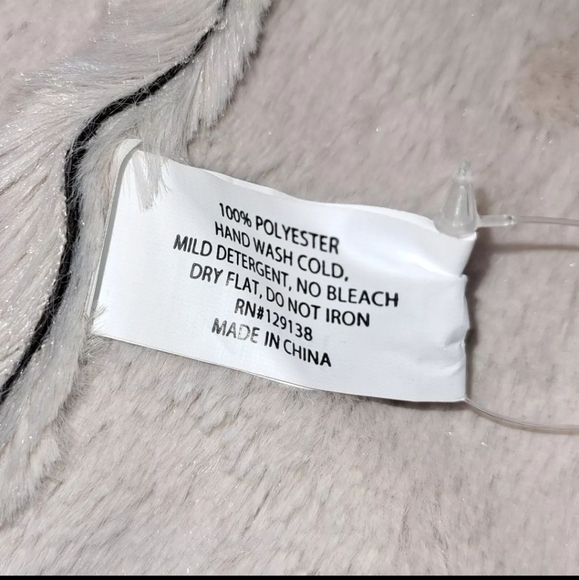 100% POLYESTER
HAND WASH COLD,
MILD DETERGENT, NO BLEACH
DRY FLAT, DO NOT IRON
RN#129138
MADE IN CHINA